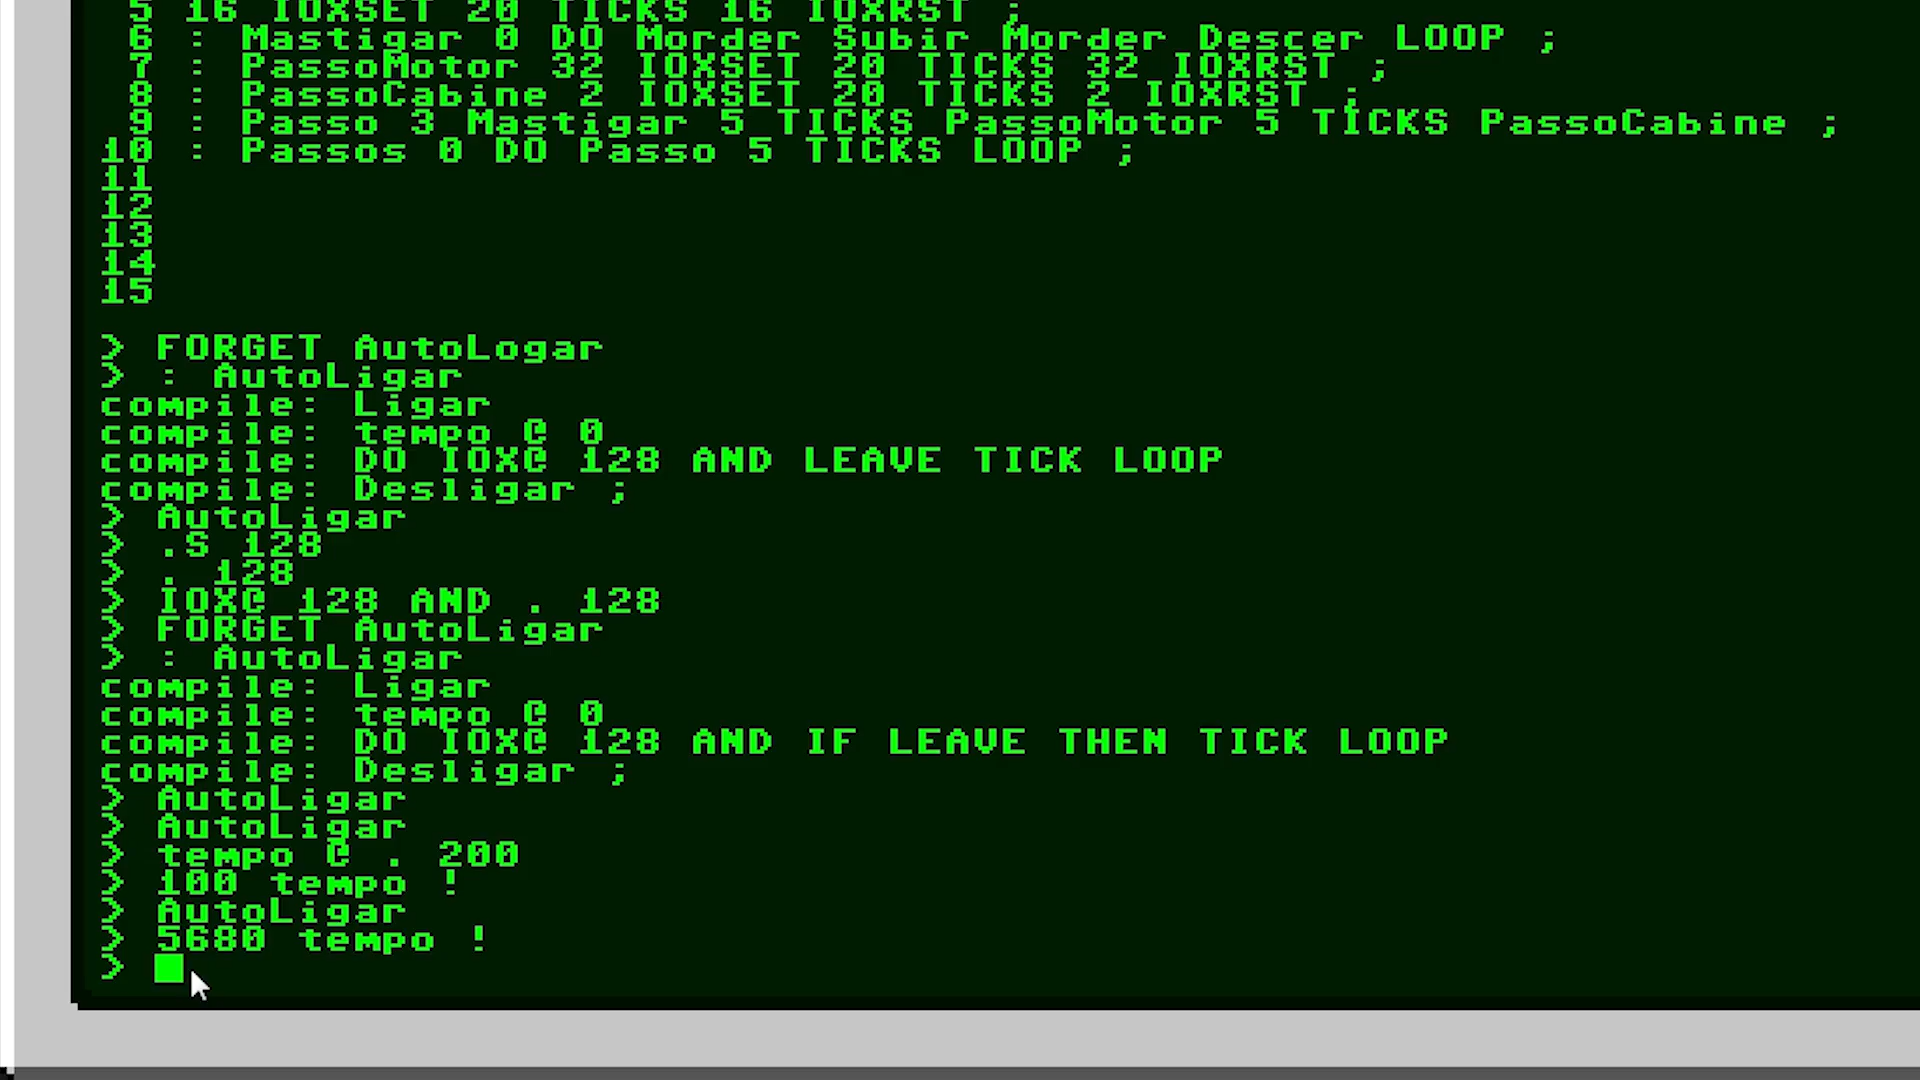 5 16 IOXSET 20 TICKS 16 IOXRST ;
6 : Mastigar 0 DO Morder Subir Morder Descer LOOP ;
7 : PassoMotor 32 IOXSET 20 TICKS 32 IOXRST ;
8 : PassoCabine 2 IOXSET 20 TICKS 2 IOXRST ;
9 : Passo 3 Mastigar 5 TICKS PassoMotor 5 TICKS PassoCabine ;
10 : Passos 0 DO Passo 5 TICKS LOOP ;
11
12
13
14
15
> FORGET AutoLogar
> : AutoLigar
compile: Ligar
compile: tempo @ 0
compile: DO IOX@ 128 AND LEAVE TICK LOOP
compile: Desligar ;
> AutoLigar
> .S 128
> . 128
> IOX@ 128 AND . 128
> FORGET AutoLigar
> : AutoLigar
compile: Ligar
compile: tempo @ 0
compile: DO IOX@ 128 AND IF LEAVE THEN TICK LOOP
compile: Desligar ;
> AutoLigar
> AutoLigar
> tempo @ . 200
> 100 tempo !
> AutoLigar
> 5680 tempo !
>